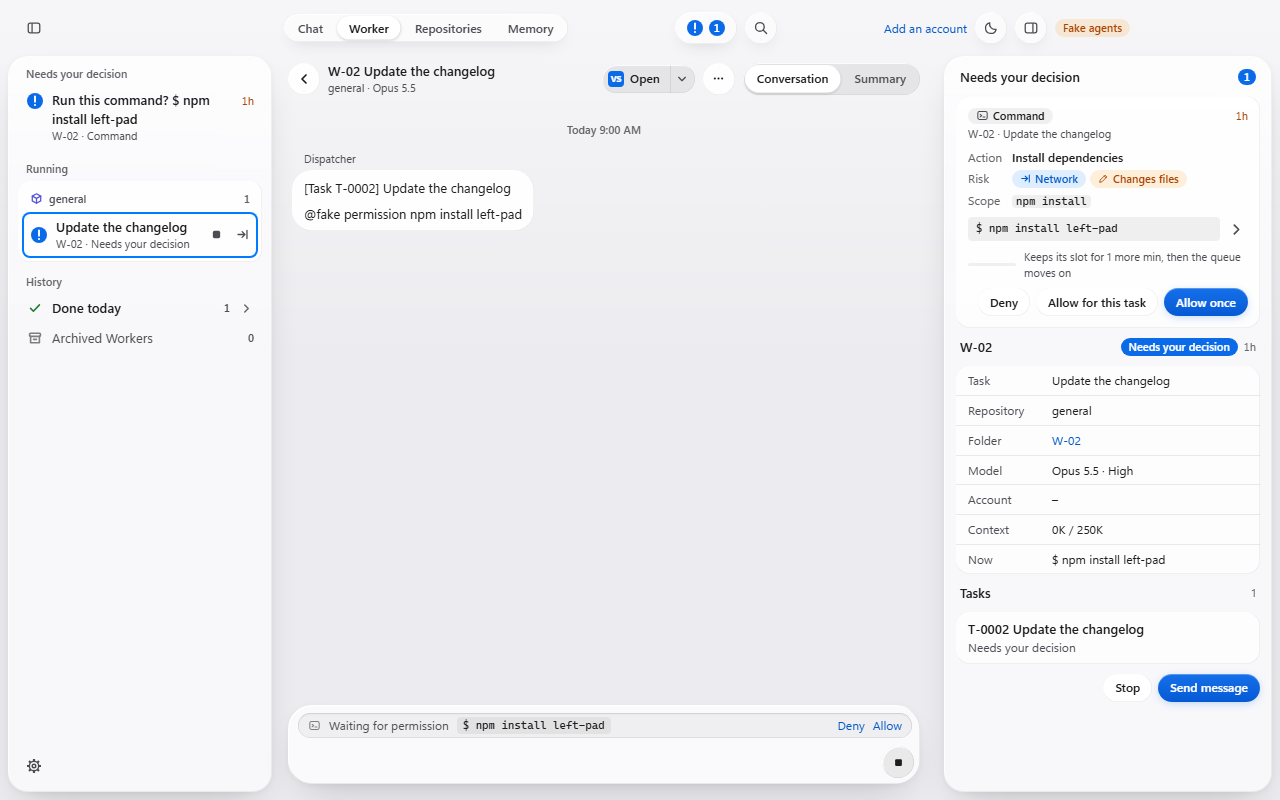 Chat
Worker
Repositories
Memory
1
Add an account
Fake agents
Needs your decision
Run this command? $ npm
install left-pad
1h
W-02 · Command
Running
general
1
Update the changelog
W-02 · Needs your decision
History
Done today
1
Archived Workers
0
W-02 Update the changelog
general · Opus 5.5
VS
Open
Conversation
Summary
Today 9:00 AM
Dispatcher
[Task T-0002] Update the changelog
@fake permission npm install left-pad
Waiting for permission
$ npm install left-pad
Deny
Allow
Needs your decision
1
Command
1h
W-02 · Update the changelog
Action
Install dependencies
Risk
Network
Changes files
Scope
npm install
$ npm install left-pad
Keeps its slot for 1 more min, then the queue
moves on
Deny
Allow for this task
Allow once
W-02
Needs your decision
1h
Task
Update the changelog
Repository
general
Folder
W-02
Model
Opus 5.5 · High
Account
–
Context
0K / 250K
Now
$ npm install left-pad
Tasks
1
T-0002 Update the changelog
Needs your decision
Stop
Send message